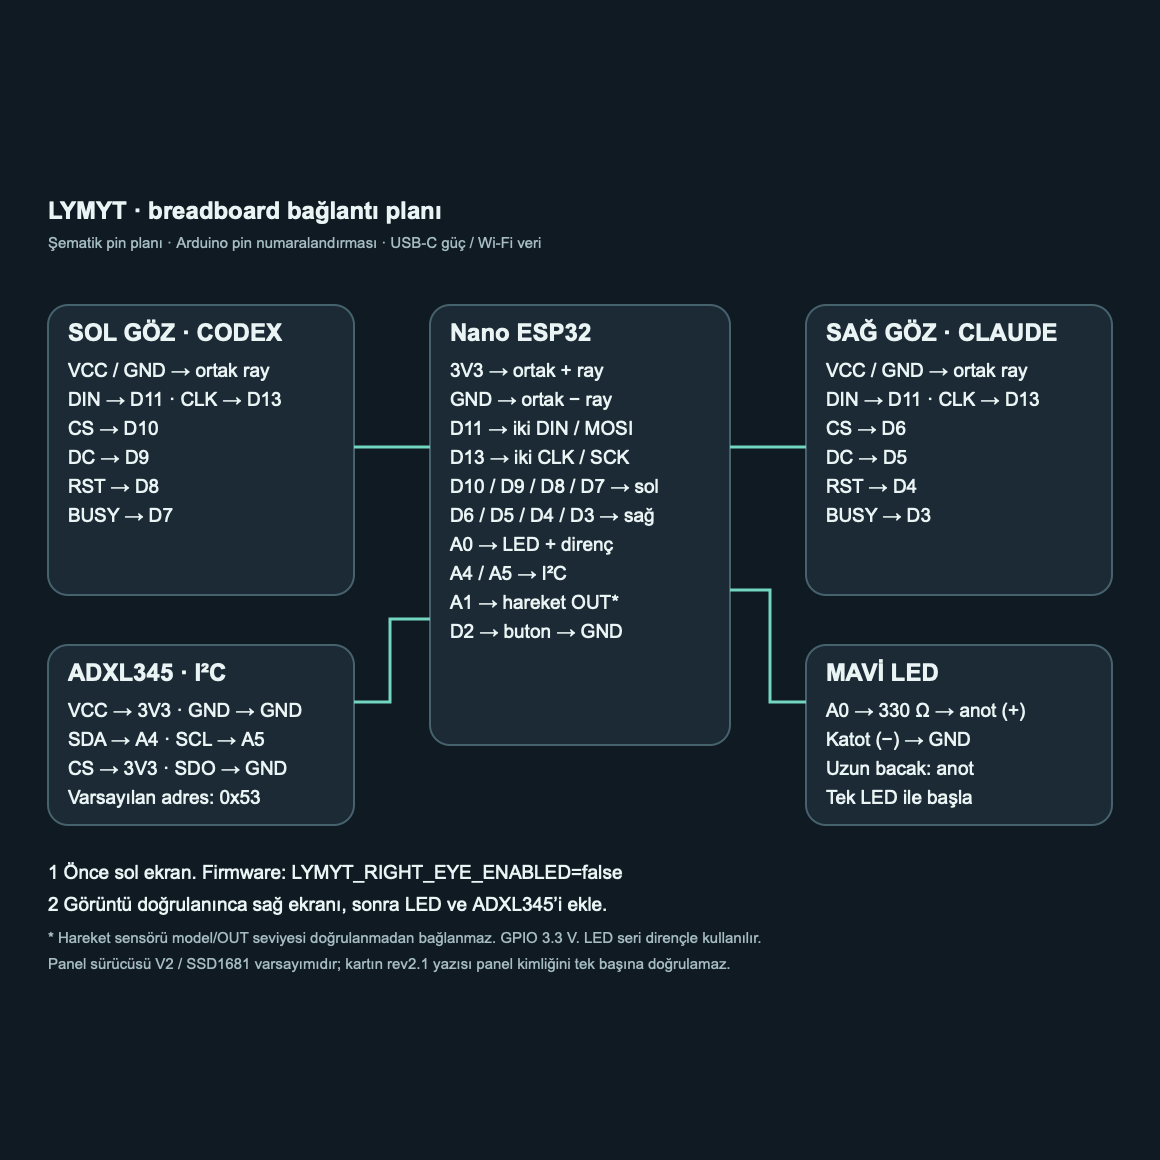 LYMYT · breadboard bağlantı planı
Şematik pin planı · Arduino pin numaralandırması · USB-C güç / Wi-Fi veri
SOL GÖZ · CODEX
VCC / GND → ortak ray
DIN → D11 · CLK → D13
CS → D10
DC → D9
RST → D8
BUSY → D7
Nano ESP32
3V3 → ortak + ray
GND → ortak − ray
D11 → iki DIN / MOSI
D13 → iki CLK / SCK
D10 / D9 / D8 / D7 → sol
D6 / D5 / D4 / D3 → sağ
A0 → LED + direnç
A4 / A5 → I²C
A1 → hareket OUT*
D2 → buton → GND
SAĞ GÖZ · CLAUDE
VCC / GND → ortak ray
DIN → D11 · CLK → D13
CS → D6
DC → D5
RST → D4
BUSY → D3
ADXL345 · I²C
VCC → 3V3 · GND → GND
SDA → A4 · SCL → A5
CS → 3V3 · SDO → GND
Varsayılan adres: 0x53
MAVİ LED
A0 → 330 Ω → anot (+)
Katot (−) → GND
Uzun bacak: anot
Tek LED ile başla
1 Önce sol ekran. Firmware: LYMYT_RIGHT_EYE_ENABLED=false
2 Görüntü doğrulanınca sağ ekranı, sonra LED ve ADXL345’i ekle.
* Hareket sensörü model/OUT seviyesi doğrulanmadan bağlanmaz. GPIO 3.3 V. LED seri dirençle kullanılır.
Panel sürücüsü V2 / SSD1681 varsayımıdır; kartın rev2.1 yazısı panel kimliğini tek başına doğrulamaz.